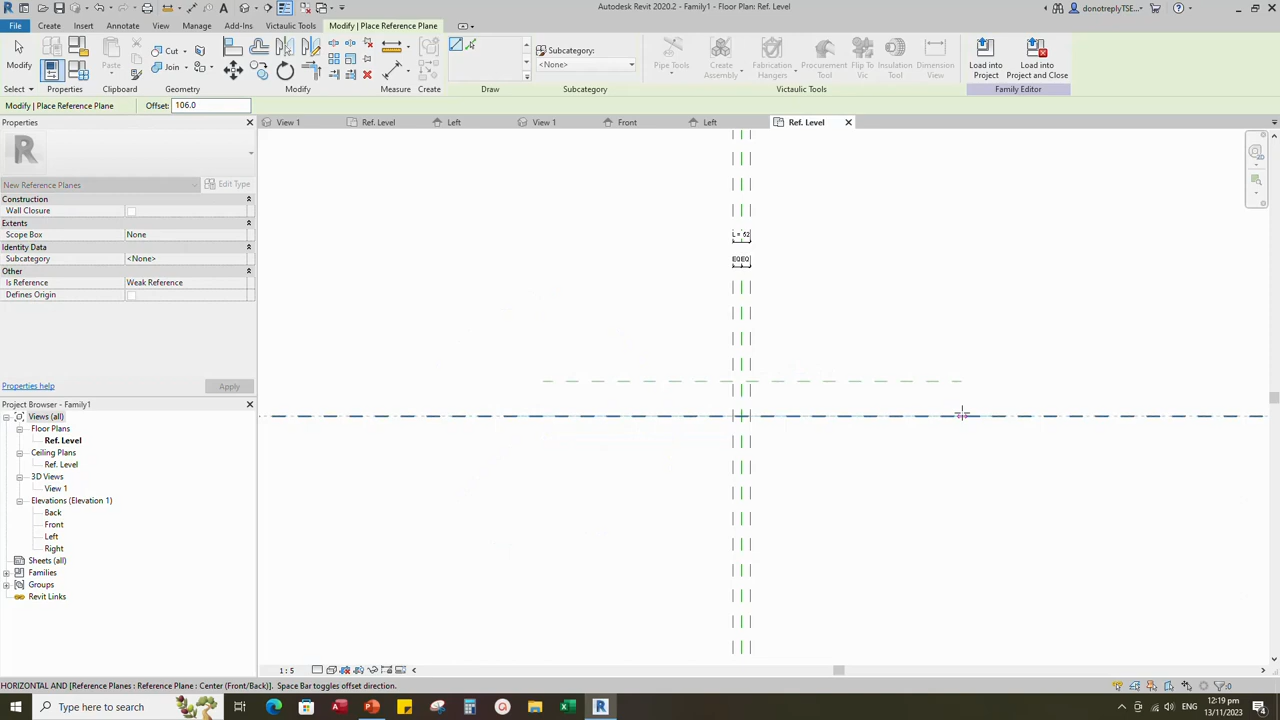 Autodesk Revit 2020.2 - Family1 - Floor Plan: Ref. Level
donotreplyTSE...
File Create Insert Annotate View Manage Add-Ins Victaulic Tools Modify | Place Reference Plane
Modify
Paste
Cut
Join
Subcategory:
<None>
Pipe Tools
Create Assembly
Fabrication Hangers
Procurement Tool
Flip To Vic
Insulation Tool
Dimension View
Load into Project
Load into Project and Close
Select Properties Clipboard Geometry Modify Measure Create Draw Subcategory Victaulic Tools Family Editor
Modify | Place Reference Plane Offset: 106.0
Properties
View 1 Ref. Level Left View 1 Front Left Ref. Level
New Reference Planes Edit Type
Construction
Wall Closure
Extents
Scope Box None
Identity Data
Subcategory <None>
Other
Is Reference Weak Reference
Defines Origin
Properties help Apply
Project Browser - Family1
Views (all)
Floor Plans
Ref. Level
Ceiling Plans
Ref. Level
3D Views
View 1
Elevations (Elevation 1)
Back
Front
Left
Right
Sheets (all)
Families
Groups
Revit Links
L = 52
EQ EQ
2D
1 : 5
HORIZONTAL AND [Reference Planes : Reference Plane : Center (Front/Back)]. Space Bar toggles offset direction.
:0
Type here to search
12:19 PM
13/11/2023